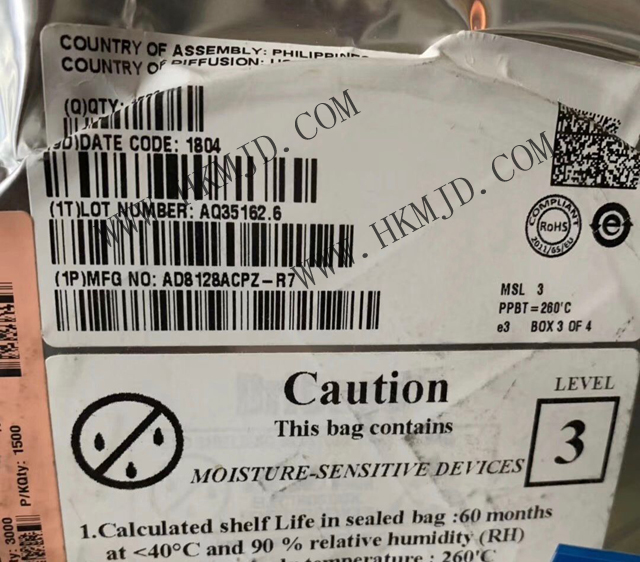 COUNTRY OF ASSEMBLY: PHILIPPINES
COUNTRY OF DIFFUSION:
(Q)QTY:
DATE CODE: 1804
(1T)LOT NUMBER: AQ35162.6
(1P)MFG NO: AD8128ACPZ-R7
COMPLIANT
RoHS
2011/65/EU
e
MSL 3
PPBT=260'C
e3 BOX 3 OF 4
WWW.HKMJD.COM
WWW.HKMJD.COM
Caution
This bag contains
MOISTURE-SENSITIVE DEVICES
LEVEL
3
1.Calculated shelf Life in sealed bag :60 months
at <40°C and 90 % relative humidity (RH)
temperature : 260'C
3000
P/KQty: 1500